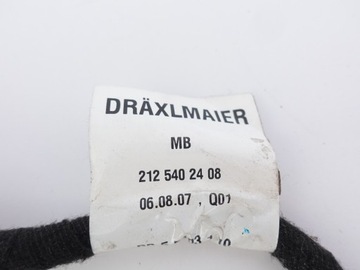 DRÄXLMAIER
MB
212 540 24 08
06.08.07 , Q01